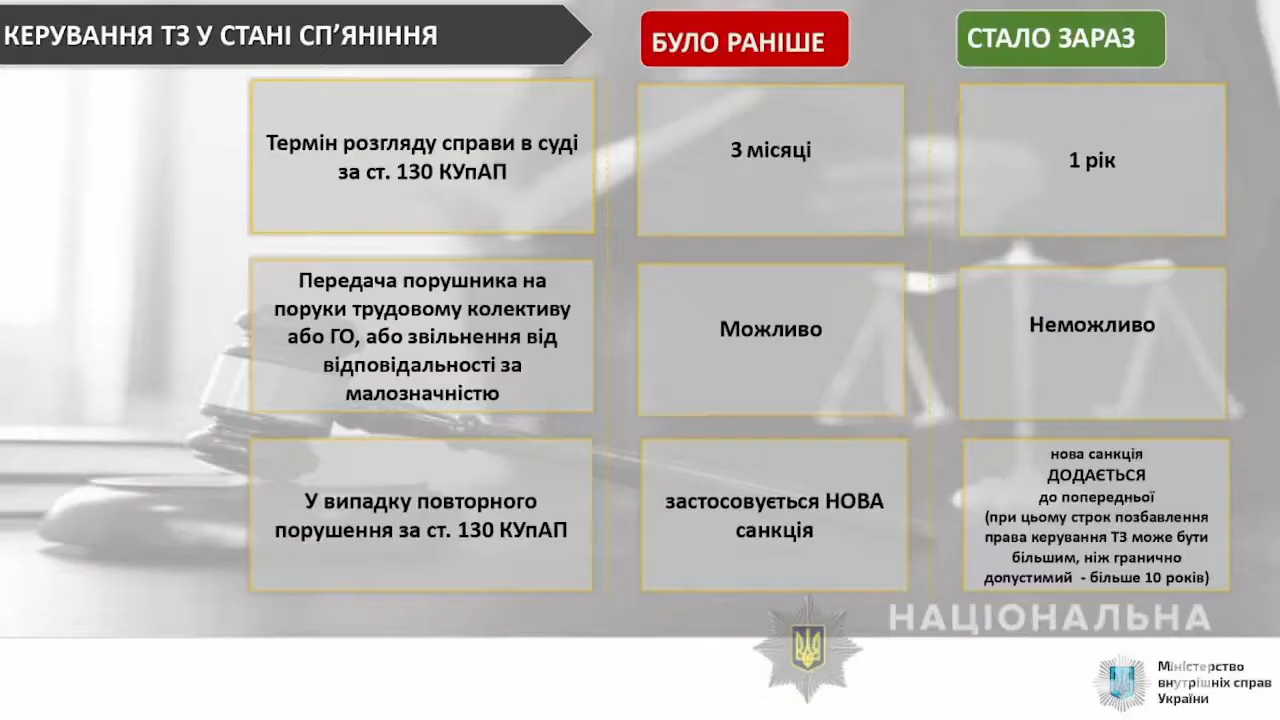 КЕРУВАННЯ ТЗ У СТАНІ СП’ЯНІННЯ
БУЛО РАНІШЕ
СТАЛО ЗАРАЗ
Термін розгляду справи в суді
за ст. 130 КУпАП
3 місяці
1 рік
Передача порушника на
поруки трудовому колективу
або ГО, або звільнення від
відповідальності за
малозначністю
Можливо
Неможливо
У випадку повторного
порушення за ст. 130 КУпАП
застосовується НОВА
санкція
нова санкція
ДОДАЄТЬСЯ
до попередньої
(при цьому строк позбавлення
права керування ТЗ може бути
більшим, ніж гранично
допустимий - більше 10 років)
НАЦІОНАЛЬНА
Міністерство
внутрішніх справ
України